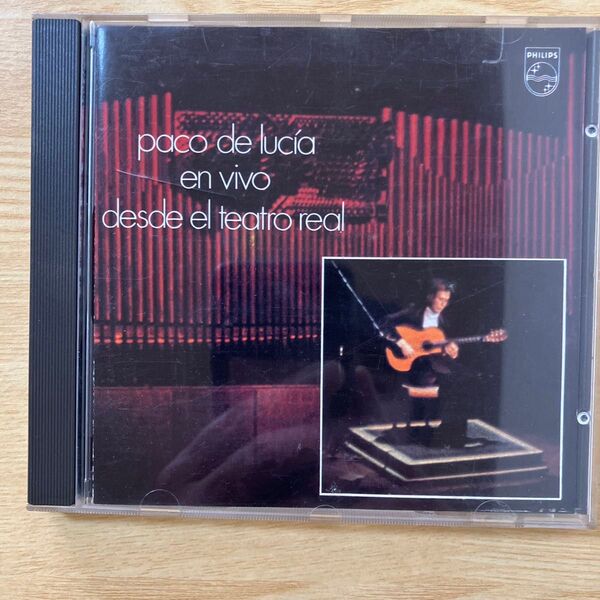 PHILIPS
paco de lucía
en vivo
desde el teatro real